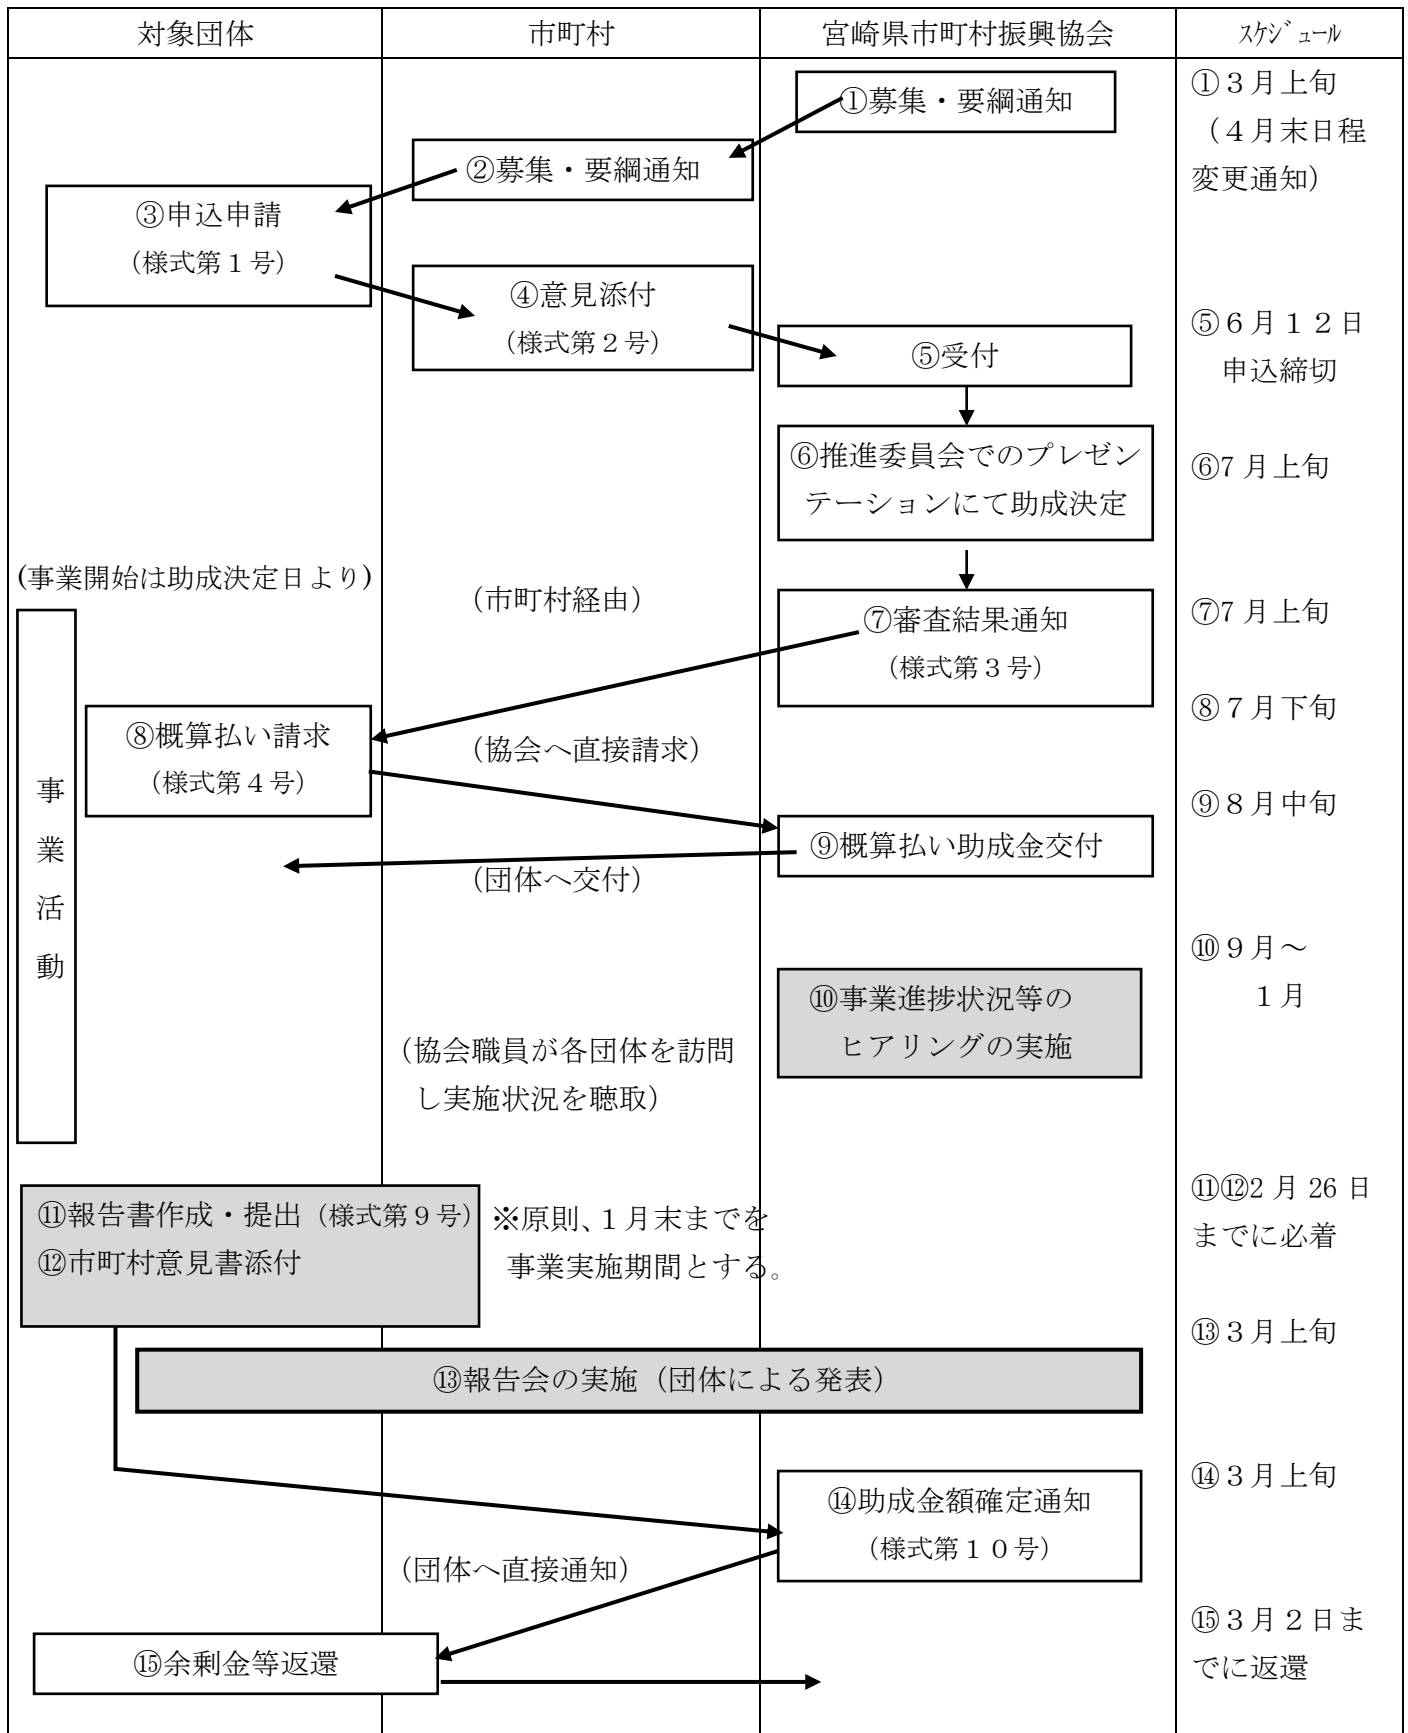 対象団体
市町村
宮崎県市町村振興協会
ｽｹｼﾞｭｰﾙ
①募集・要綱通知
①３月上旬
（４月末日程
変更通知）
②募集・要綱通知
③申込申請
（様式第１号）
④意見添付
（様式第２号）
⑤受付
⑤６月１２日
申込締切
⑥推進委員会でのプレゼン
テーションにて助成決定
⑥7月上旬
(事業開始は助成決定日より)
（市町村経由）
⑦審査結果通知
（様式第３号）
⑦7月上旬
⑧概算払い請求
（様式第４号）
（協会へ直接請求）
⑧７月下旬
事業活動
⑨概算払い助成金交付
⑨８月中旬
（団体へ交付）
⑩事業進捗状況等の
ヒアリングの実施
⑩９月～
１月
（協会職員が各団体を訪問
し実施状況を聴取）
⑪報告書作成・提出（様式第９号）
⑫市町村意見書添付
※原則、１月末までを
事業実施期間とする。
⑪⑫2月26日
までに必着
⑬報告会の実施（団体による発表）
⑬３月上旬
⑭助成金額確定通知
（様式第１０号）
⑭３月上旬
（団体へ直接通知）
⑮余剰金等返還
⑮３月２日ま
でに返還